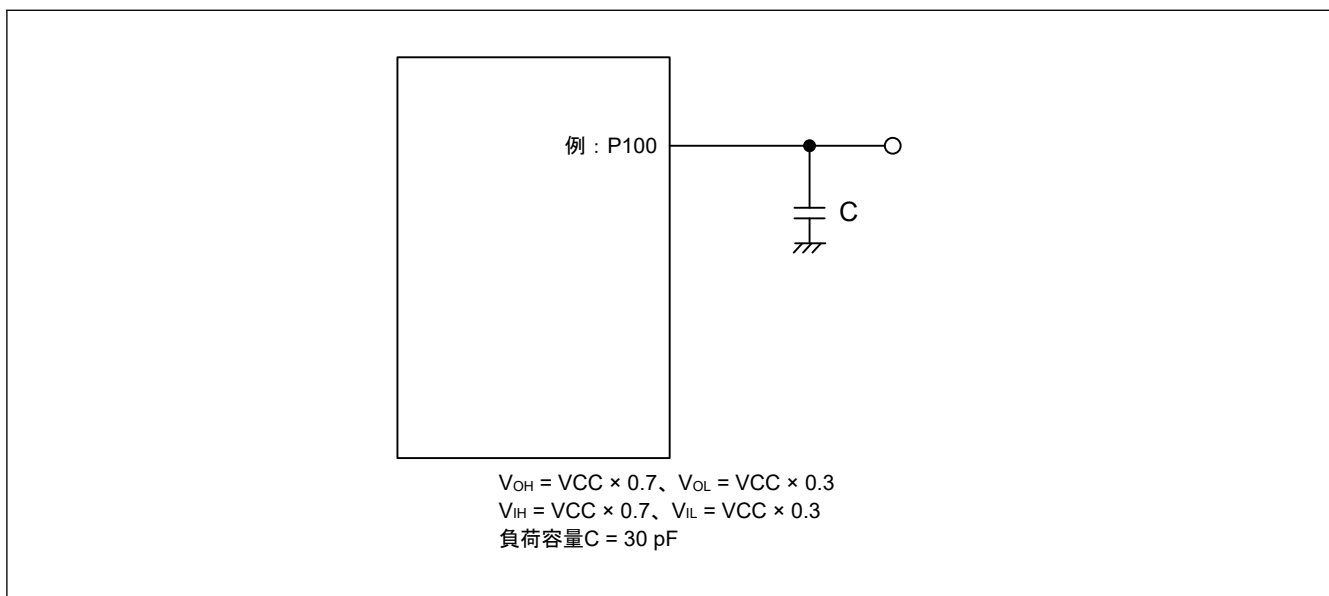 例：P100
C
VOH = VCC × 0.7、VOL = VCC × 0.3
VIH = VCC × 0.7、VIL = VCC × 0.3
負荷容量C = 30 pF